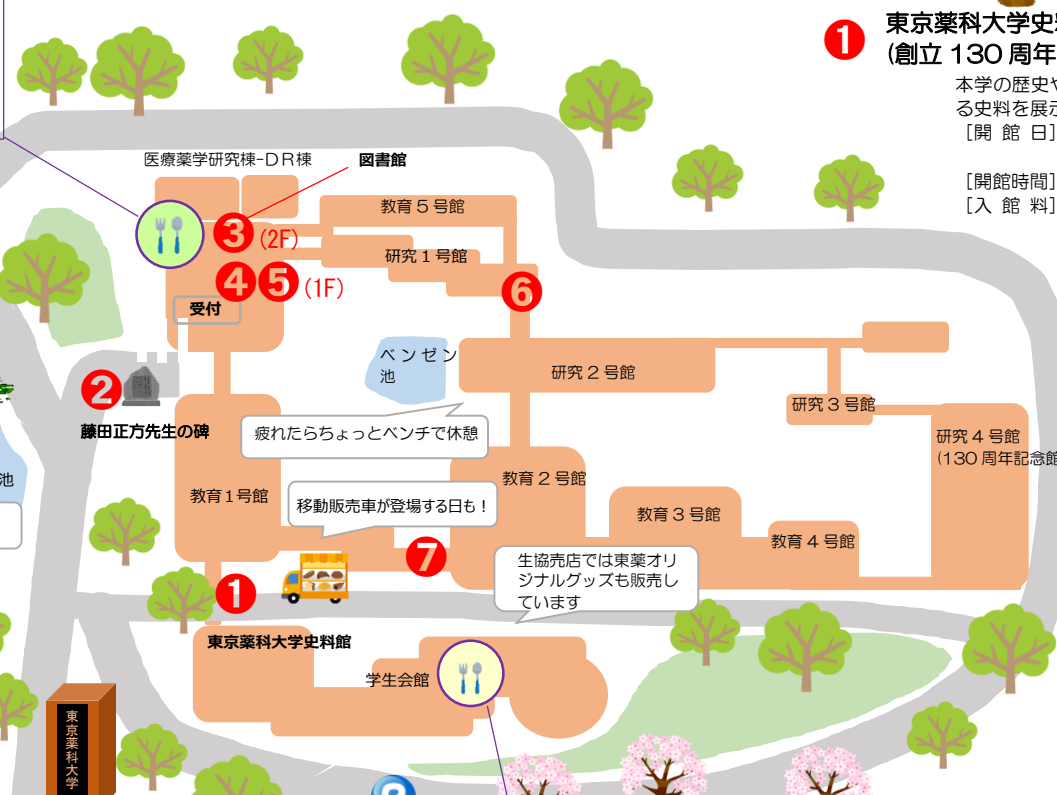 ❶ 東京薬科大学史料
(創立 130 周年
本学の歴史や
る史料を展示
[開 館 日]
[開館時間]
[入 館 料]
医療薬学研究棟-DR棟
図書館
教育 5 号館
❸ (2F)
研究 1 号館
❹ ❺ (1F)
❻
受付
ベンゼン
池
研究 2 号館
❷
藤田正方先生の碑
研究 3 号館
疲れたらちょっとベンチで休憩
研究 4 号館
(130 周年記念館
池
教育 1 号館
教育 2 号館
移動販売車が登場する日も！
教育 3 号館
教育 4 号館
❼
生協売店では東薬オリ
ジナルグッズも販売し
ています
❶
東京薬科大学史料館
学生会館
東京薬科大学